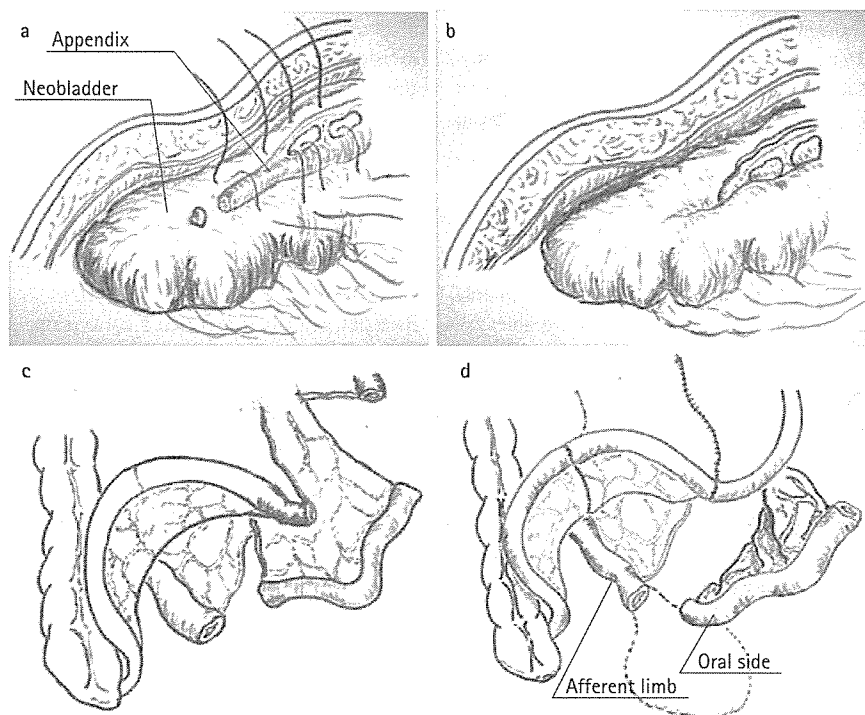 a
Appendix
Neobladder
b
c
d
Afferent limb
Oral side